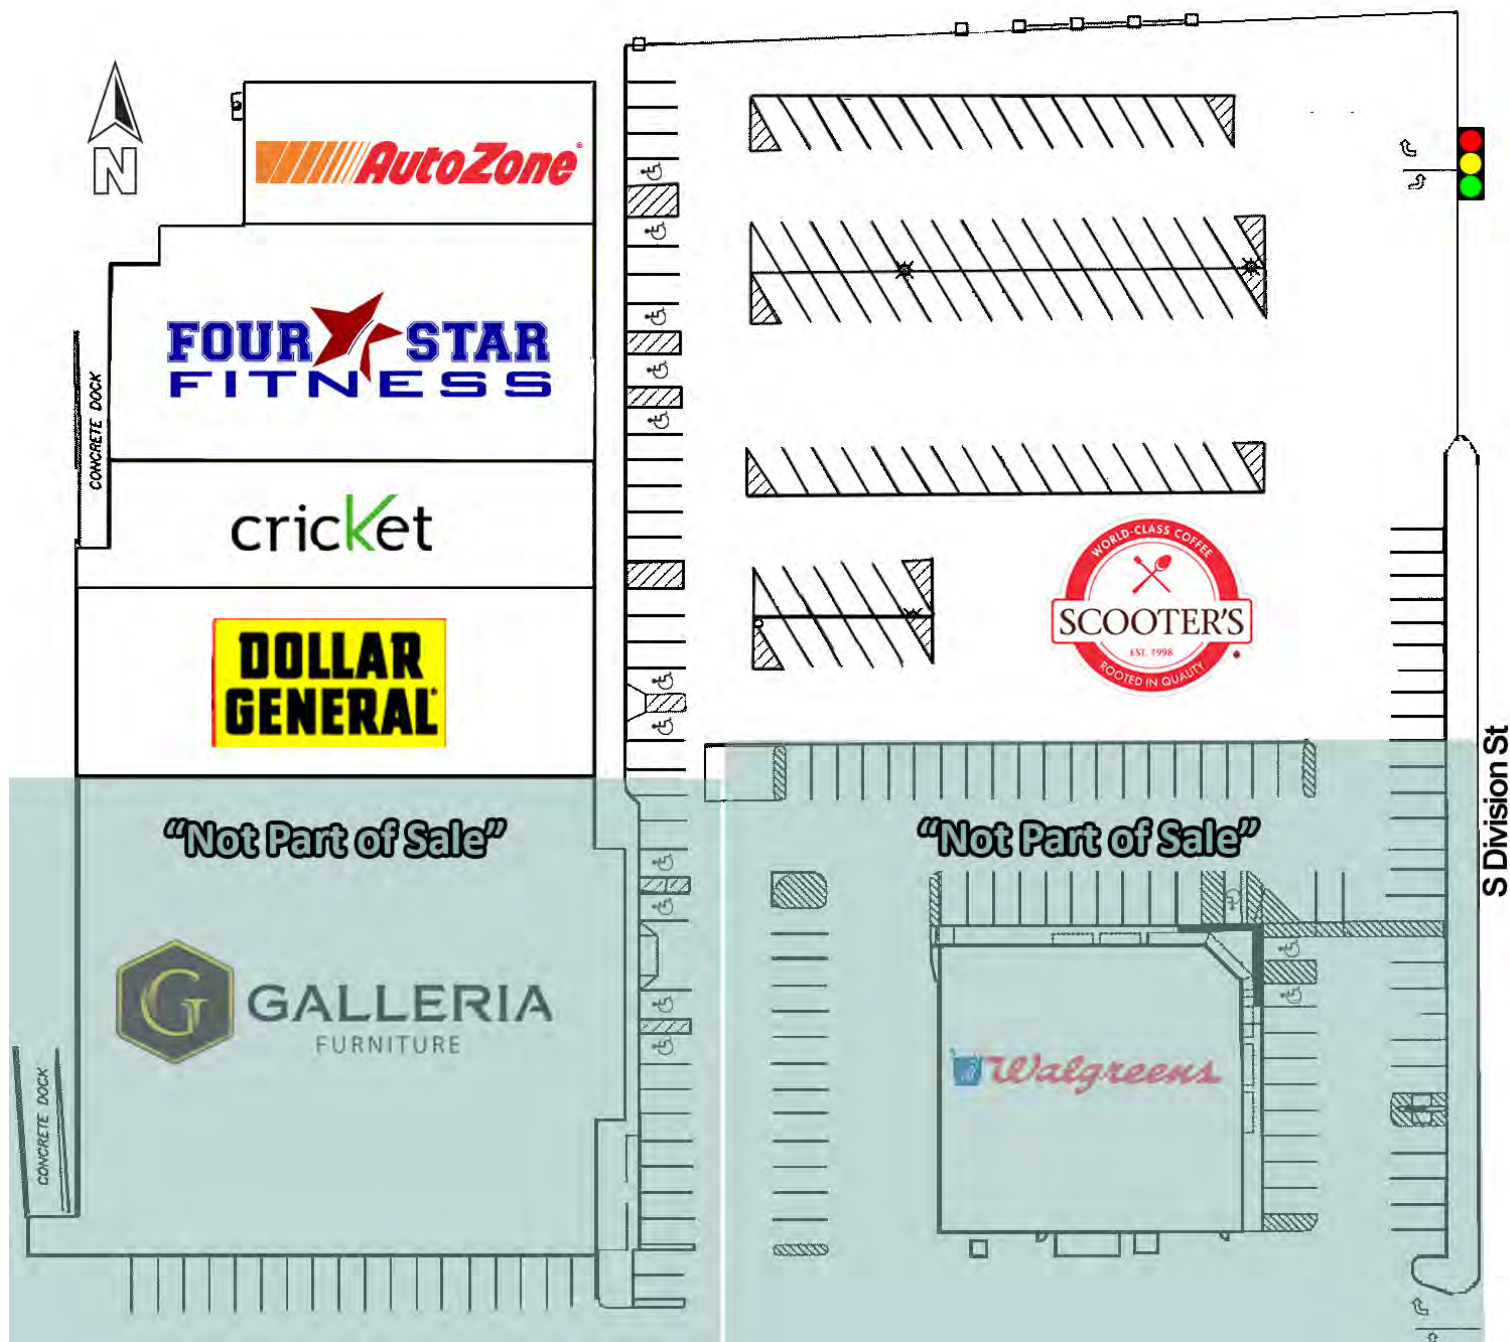 N
AutoZone®
FOUR STAR
FITNESS
CONCRETE DOCK
cricket
WORLD-CLASS COFFEE
SCOOTER'S
EST. 1998
ROOTED IN QUALITY
DOLLAR
GENERAL®
S Division St
“Not Part of Sale”
“Not Part of Sale”
G
GALLERIA
FURNITURE
Walgreens
CONCRETE DOCK